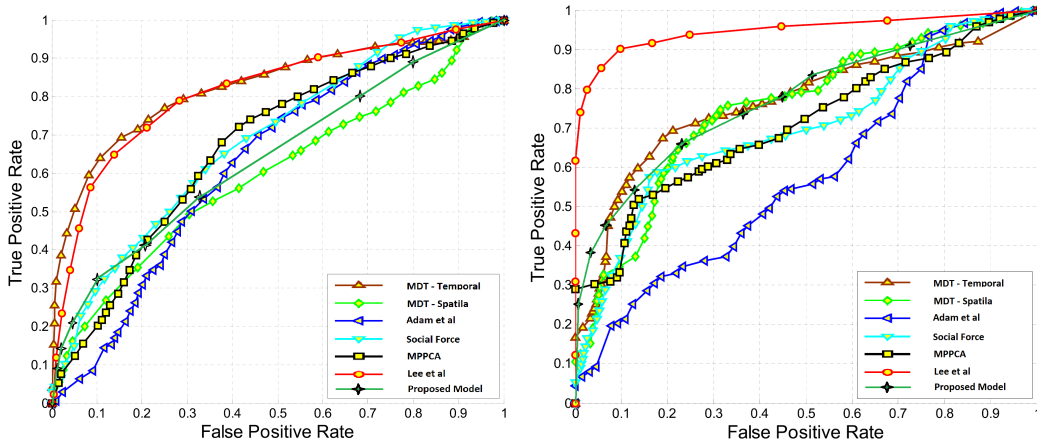 1
0.9
0.8
0.7
0.6
0.5
0.4
0.3
0.2
0.1
0
True Positive Rate
0 0.1 0.2 0.3 0.4 0.5 0.6 0.7 0.8 0.9 1
False Positive Rate
MDT - Temporal
MDT - Spatila
Adam et al
Social Force
MPPCA
Lee et al
Proposed Model
1
0.9
0.8
0.7
0.6
0.5
0.4
0.3
0.2
0.1
0
True Positive Rate
0 0.1 0.2 0.3 0.4 0.5 0.6 0.7 0.8 0.9 1
False Positive Rate
MDT - Temporal
MDT - Spatila
Adam et al
Social Force
MPPCA
Lee et al
Proposed Model